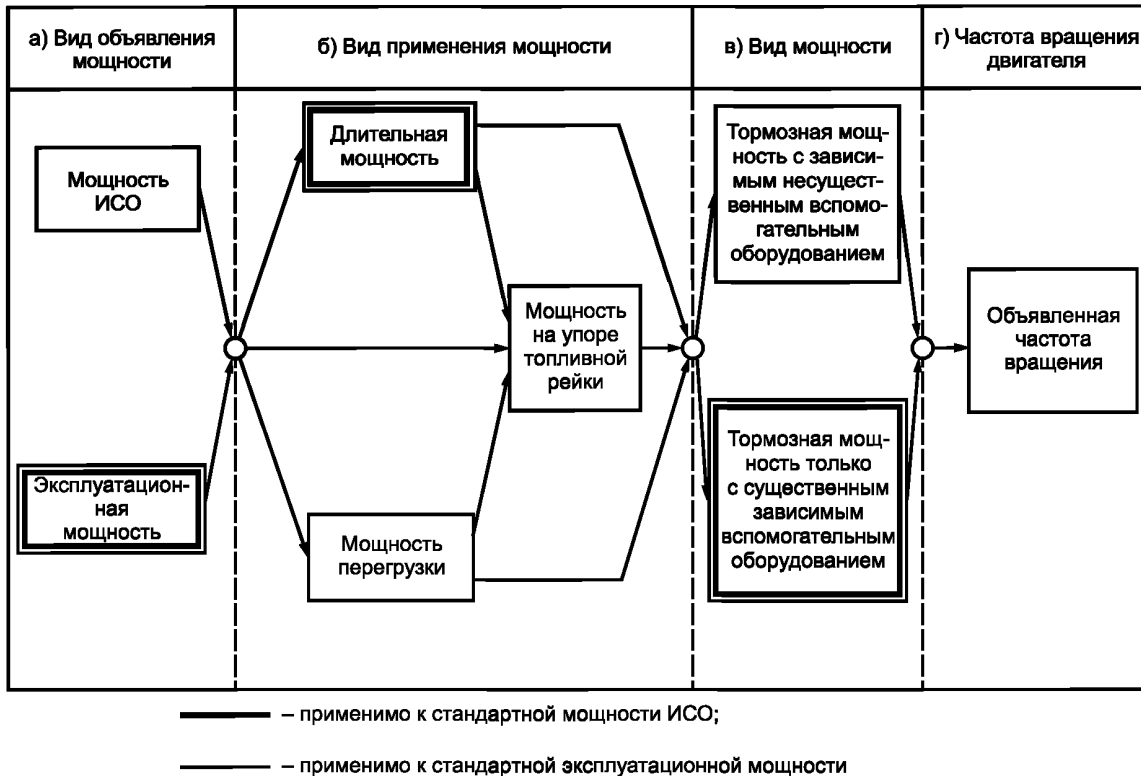 а) Вид объявления
мощности
б) Вид применения мощности
в) Вид мощности
г) Частота вращения
двигателя
Мощность
ИСО
Эксплуатацион-
ная
мощность
Длительная
мощность
Мощность
на упоре
топливной
рейки
Мощность
перегрузки
Тормозная мощ-
ность с зависи-
мым несущест-
венным вспомо-
гательным
оборудованием
Тормозная мощ-
ность только
с существенным
зависимым
вспомогательным
оборудованием
Объявленная
частота
вращения
– применимо к стандартной мощности ИСО;
– применимо к стандартной эксплуатационной мощности